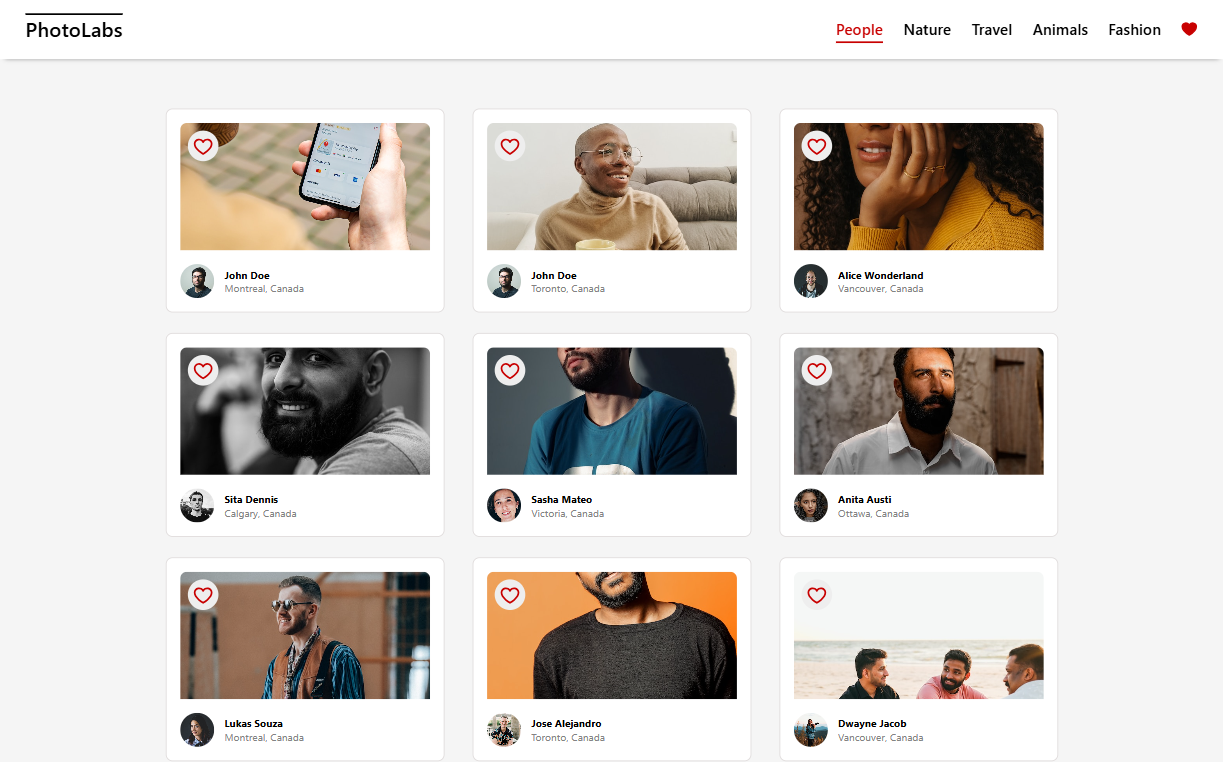 PhotoLabs
People Nature Travel Animals Fashion
John Doe
Montreal, Canada
John Doe
Toronto, Canada
Alice Wonderland
Vancouver, Canada
Sita Dennis
Calgary, Canada
Sasha Mateo
Victoria, Canada
Anita Austi
Ottawa, Canada
Lukas Souza
Montreal, Canada
Jose Alejandro
Toronto, Canada
Dwayne Jacob
Vancouver, Canada